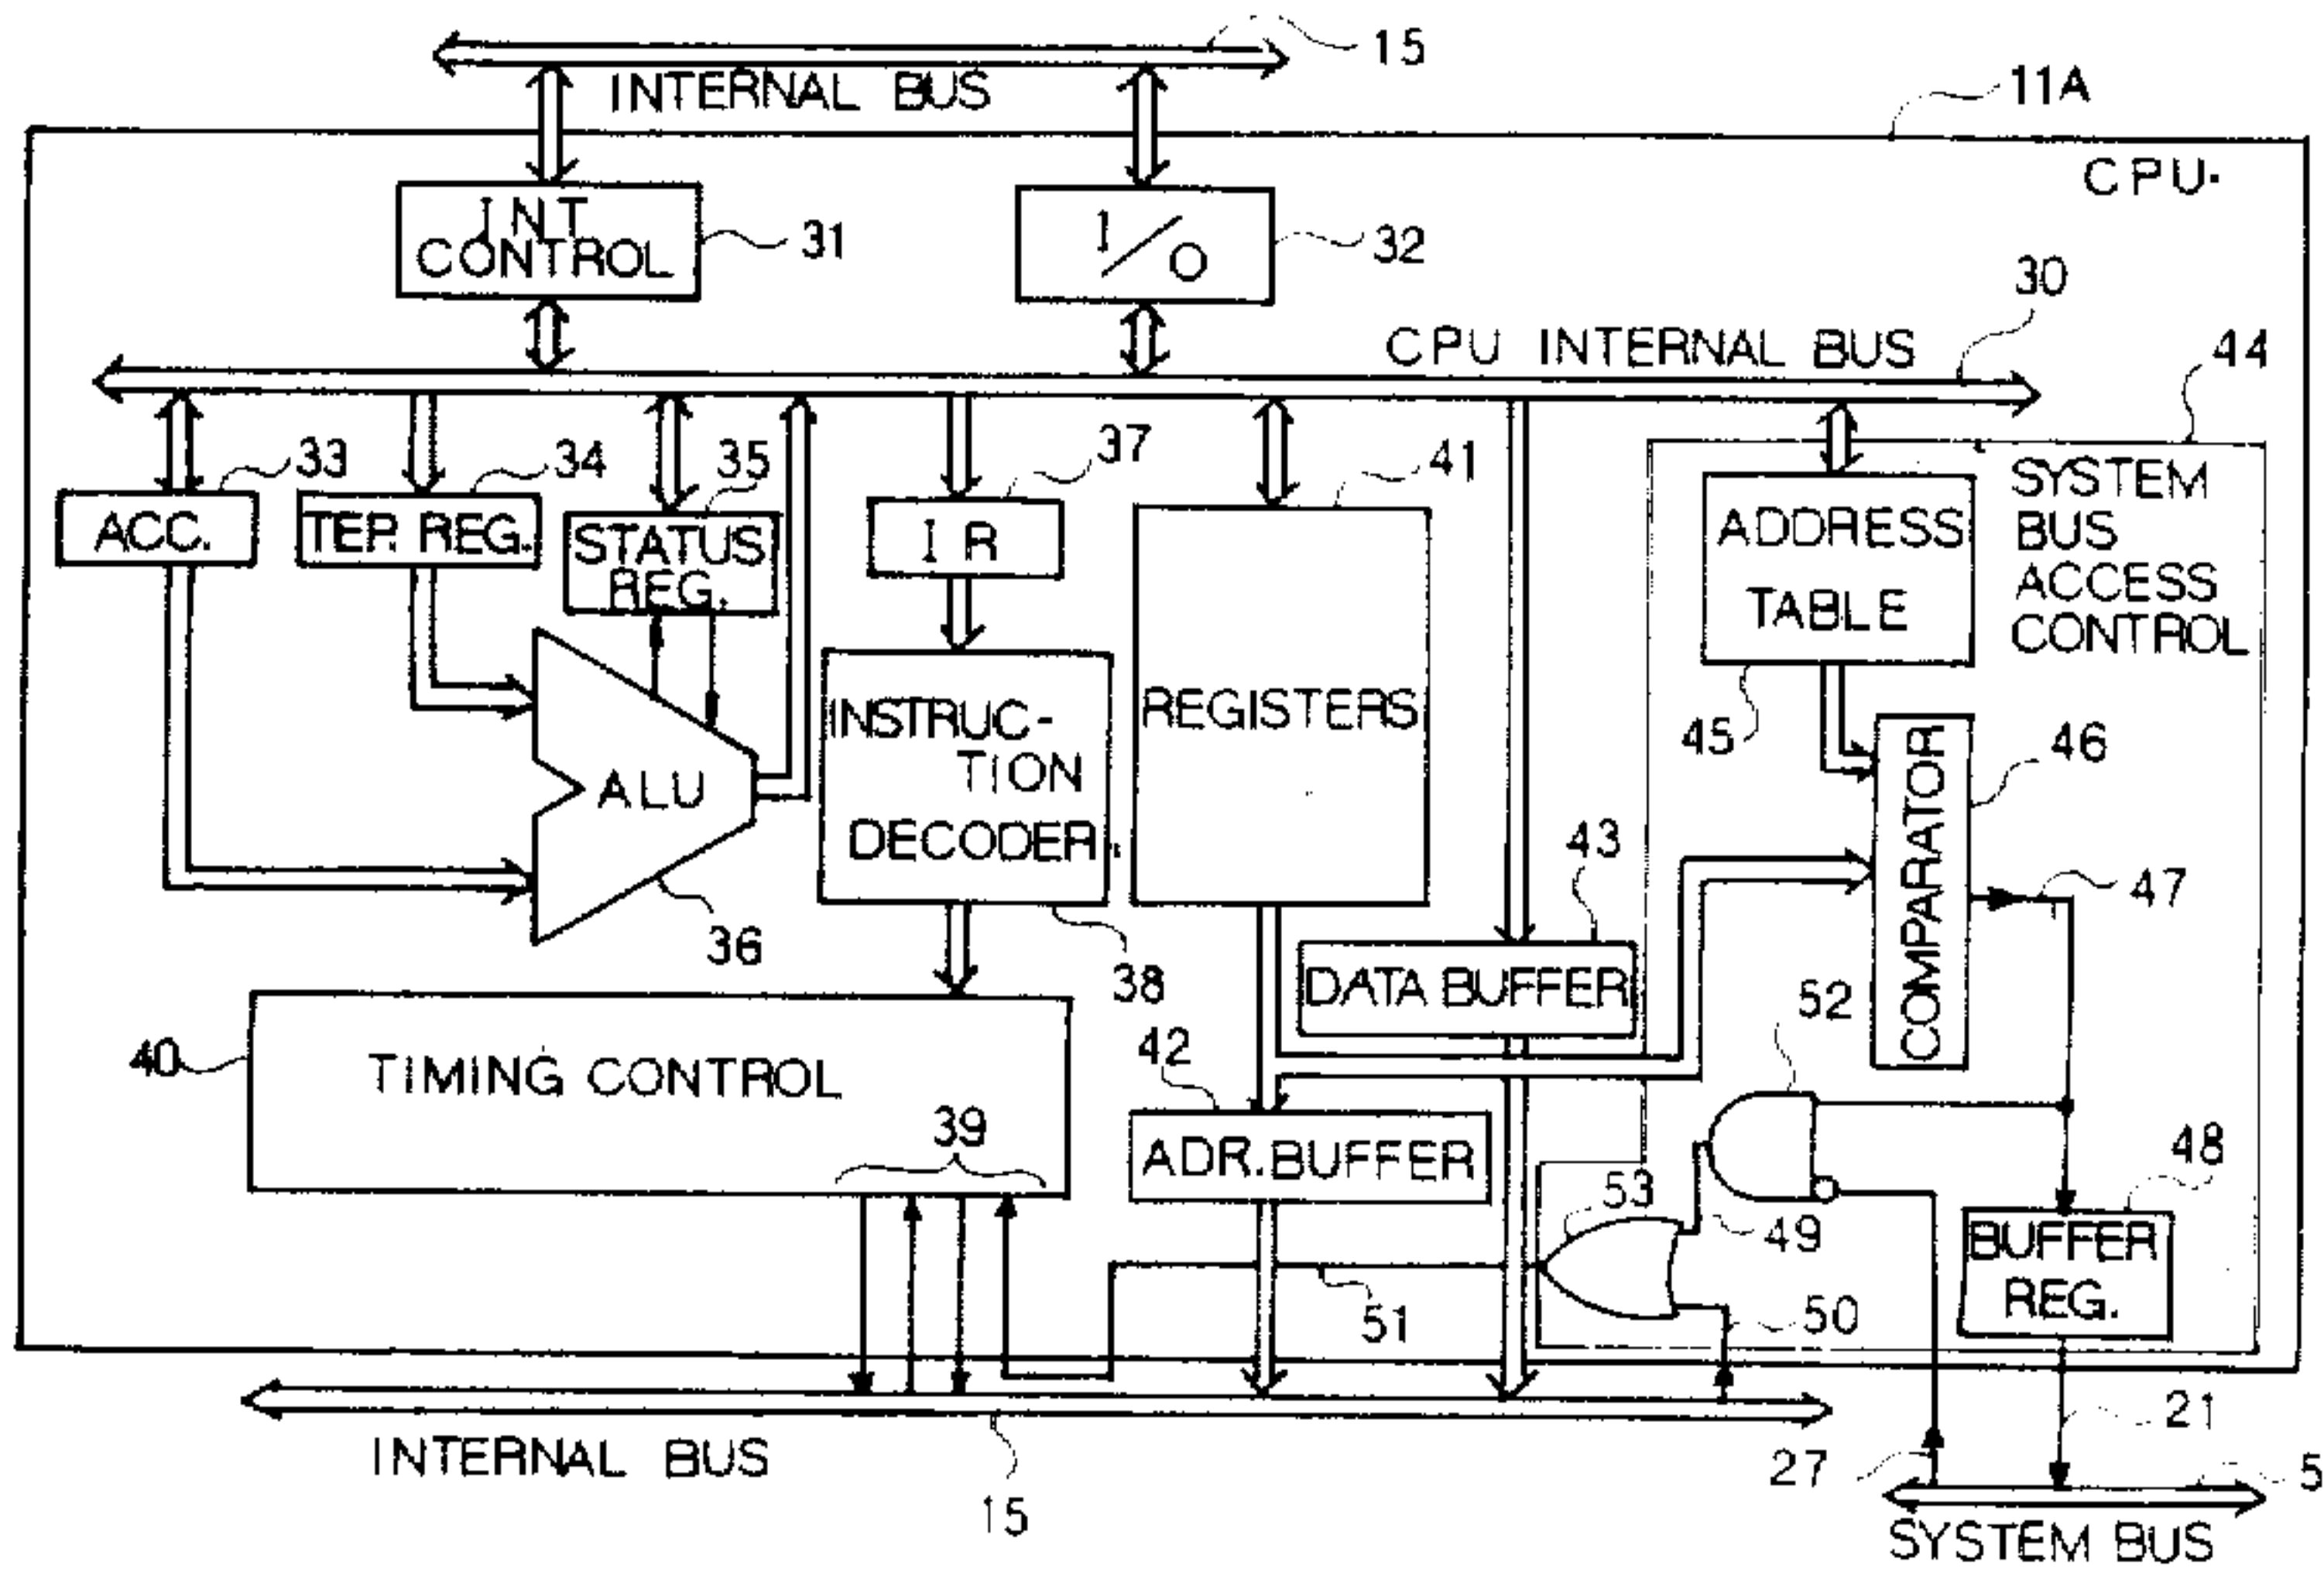 15
INTERNAL BUS
11A
CPU.
INT
CONTROL
31
I/O
32
30
CPU INTERNAL BUS
44
33
34
35
37
41
SYSTEM
BUS
ACCESS
CONTROL
ACC.
TEP. REG.
STATUS
REG.
IR
ADDRESS
TABLE
INSTRUC-
TION
DECODER.
REGISTERS
45
46
ALU
COMPARATOR
43
47
36
38
DATA BUFFER
52
40
TIMING CONTROL
42
39
ADR. BUFFER
53
48
49
BUFFER
REG.
51
50
INTERNAL BUS
15
27
21
5
SYSTEM BUS